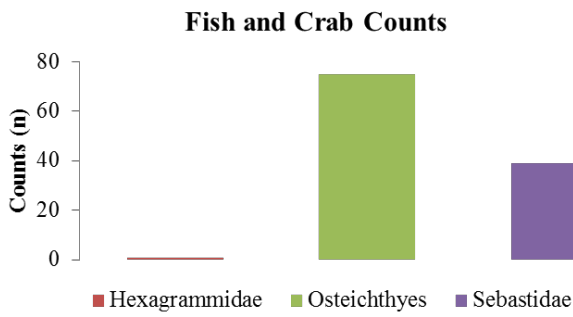 Fish and Crab Counts
80
60
40
20
0
Counts (n)
Hexagrammidae Osteichthyes Sebastidae